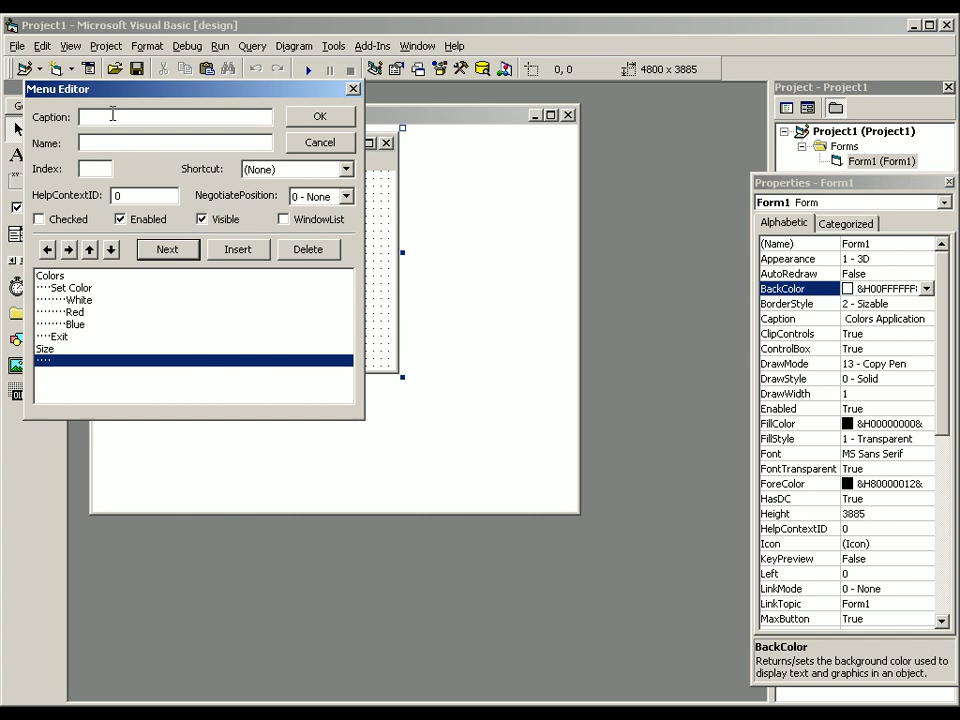 Project1 - Microsoft Visual Basic [design]
File Edit View Project Format Debug Run Query Diagram Tools Add-Ins Window Help
0, 0
4800 x 3885
Menu Editor
Caption:
OK
Name:
Cancel
Index:
Shortcut:
(None)
HelpContextID:
0
NegotiatePosition:
0 - None
Checked
Enabled
Visible
WindowList
Next
Insert
Delete
Colors
····Set Color
········White
········Red
········Blue
····Exit
Size
····
Project - Project1
Project1 (Project1)
Forms
Form1 (Form1)
Properties - Form1
Form1 Form
Alphabetic Categorized
(Name) Form1
Appearance 1 - 3D
AutoRedraw False
BackColor &H00FFFFFF
BorderStyle 2 - Sizable
Caption Colors Application
ClipControls True
ControlBox True
DrawMode 13 - Copy Pen
DrawStyle 0 - Solid
DrawWidth 1
Enabled True
FillColor &H00000000&
FillStyle 1 - Transparent
Font MS Sans Serif
FontTransparent True
ForeColor &H80000012&
HasDC True
Height 3885
HelpContextID 0
Icon (Icon)
KeyPreview False
Left 0
LinkMode 0 - None
LinkTopic Form1
MaxButton True
BackColor
Returns/sets the background color used to
display text and graphics in an object.